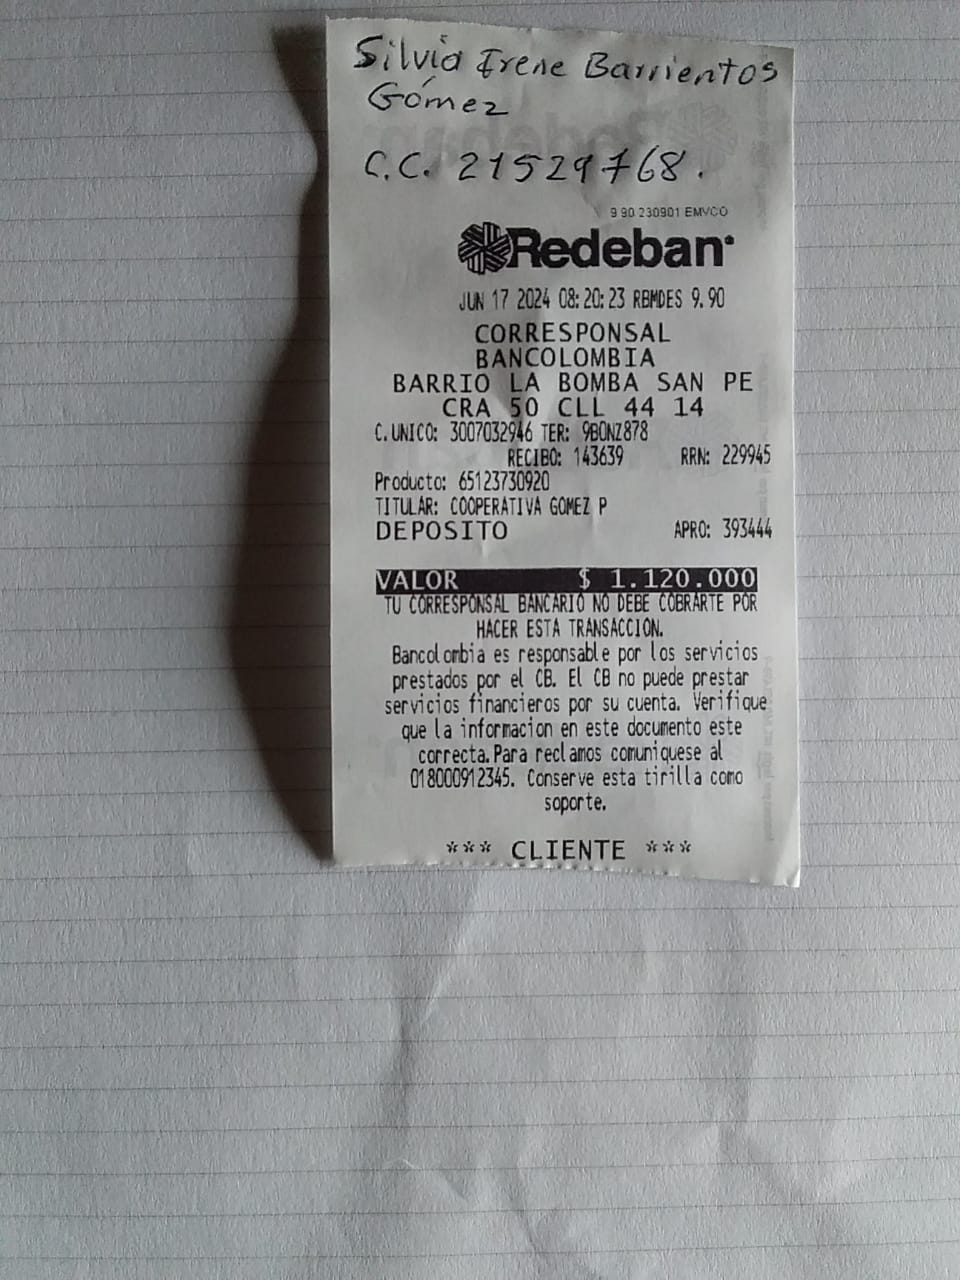 Silvia Irene Barrientos
Gómez
C.C. 21529768.
9 90 230901 EMVCO
Redeban
JUN 17 2024 08:20:23 RBMDES 9.90
CORRESPONSAL
BANCOLOMBIA
BARRIO LA BOMBA SAN PE
CRA 50 CLL 44 14
C.UNICO: 3007032946 TER: 9BONZ878
RECIBO: 143639 RRN: 229945
Producto: 65123730920
TITULAR: COOPERATIVA GOMEZ P
DEPOSITO APRO: 393444
VALOR $ 1.120.000
TU CORRESPONSAL BANCARIO NO DEBE COBRARTE POR
HACER ESTA TRANSACCION.
Bancolombia es responsable por los servicios
prestados por el CB. El CB no puede prestar
servicios financieros por su cuenta. Verifique
que la informacion en este documento este
correcta.Para reclamos comuniquese al
018000912345. Conserve esta tirilla como
soporte.
*** CLIENTE ***